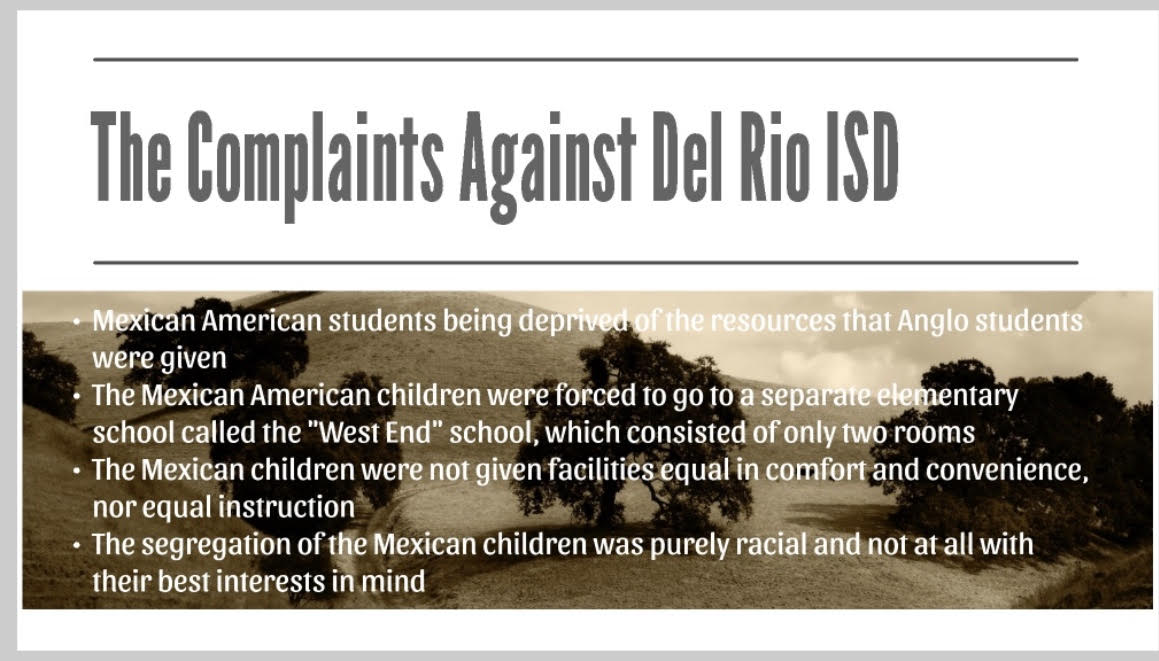 The Complaints Against Del Rio ISD
• Mexican American students being deprived of the resources that Anglo students
were given
• The Mexican American children were forced to go to a separate elementary
school called the "West End" school, which consisted of only two rooms
• The Mexican children were not given facilities equal in comfort and convenience,
nor equal instruction
• The segregation of the Mexican children was purely racial and not at all with
their best interests in mind